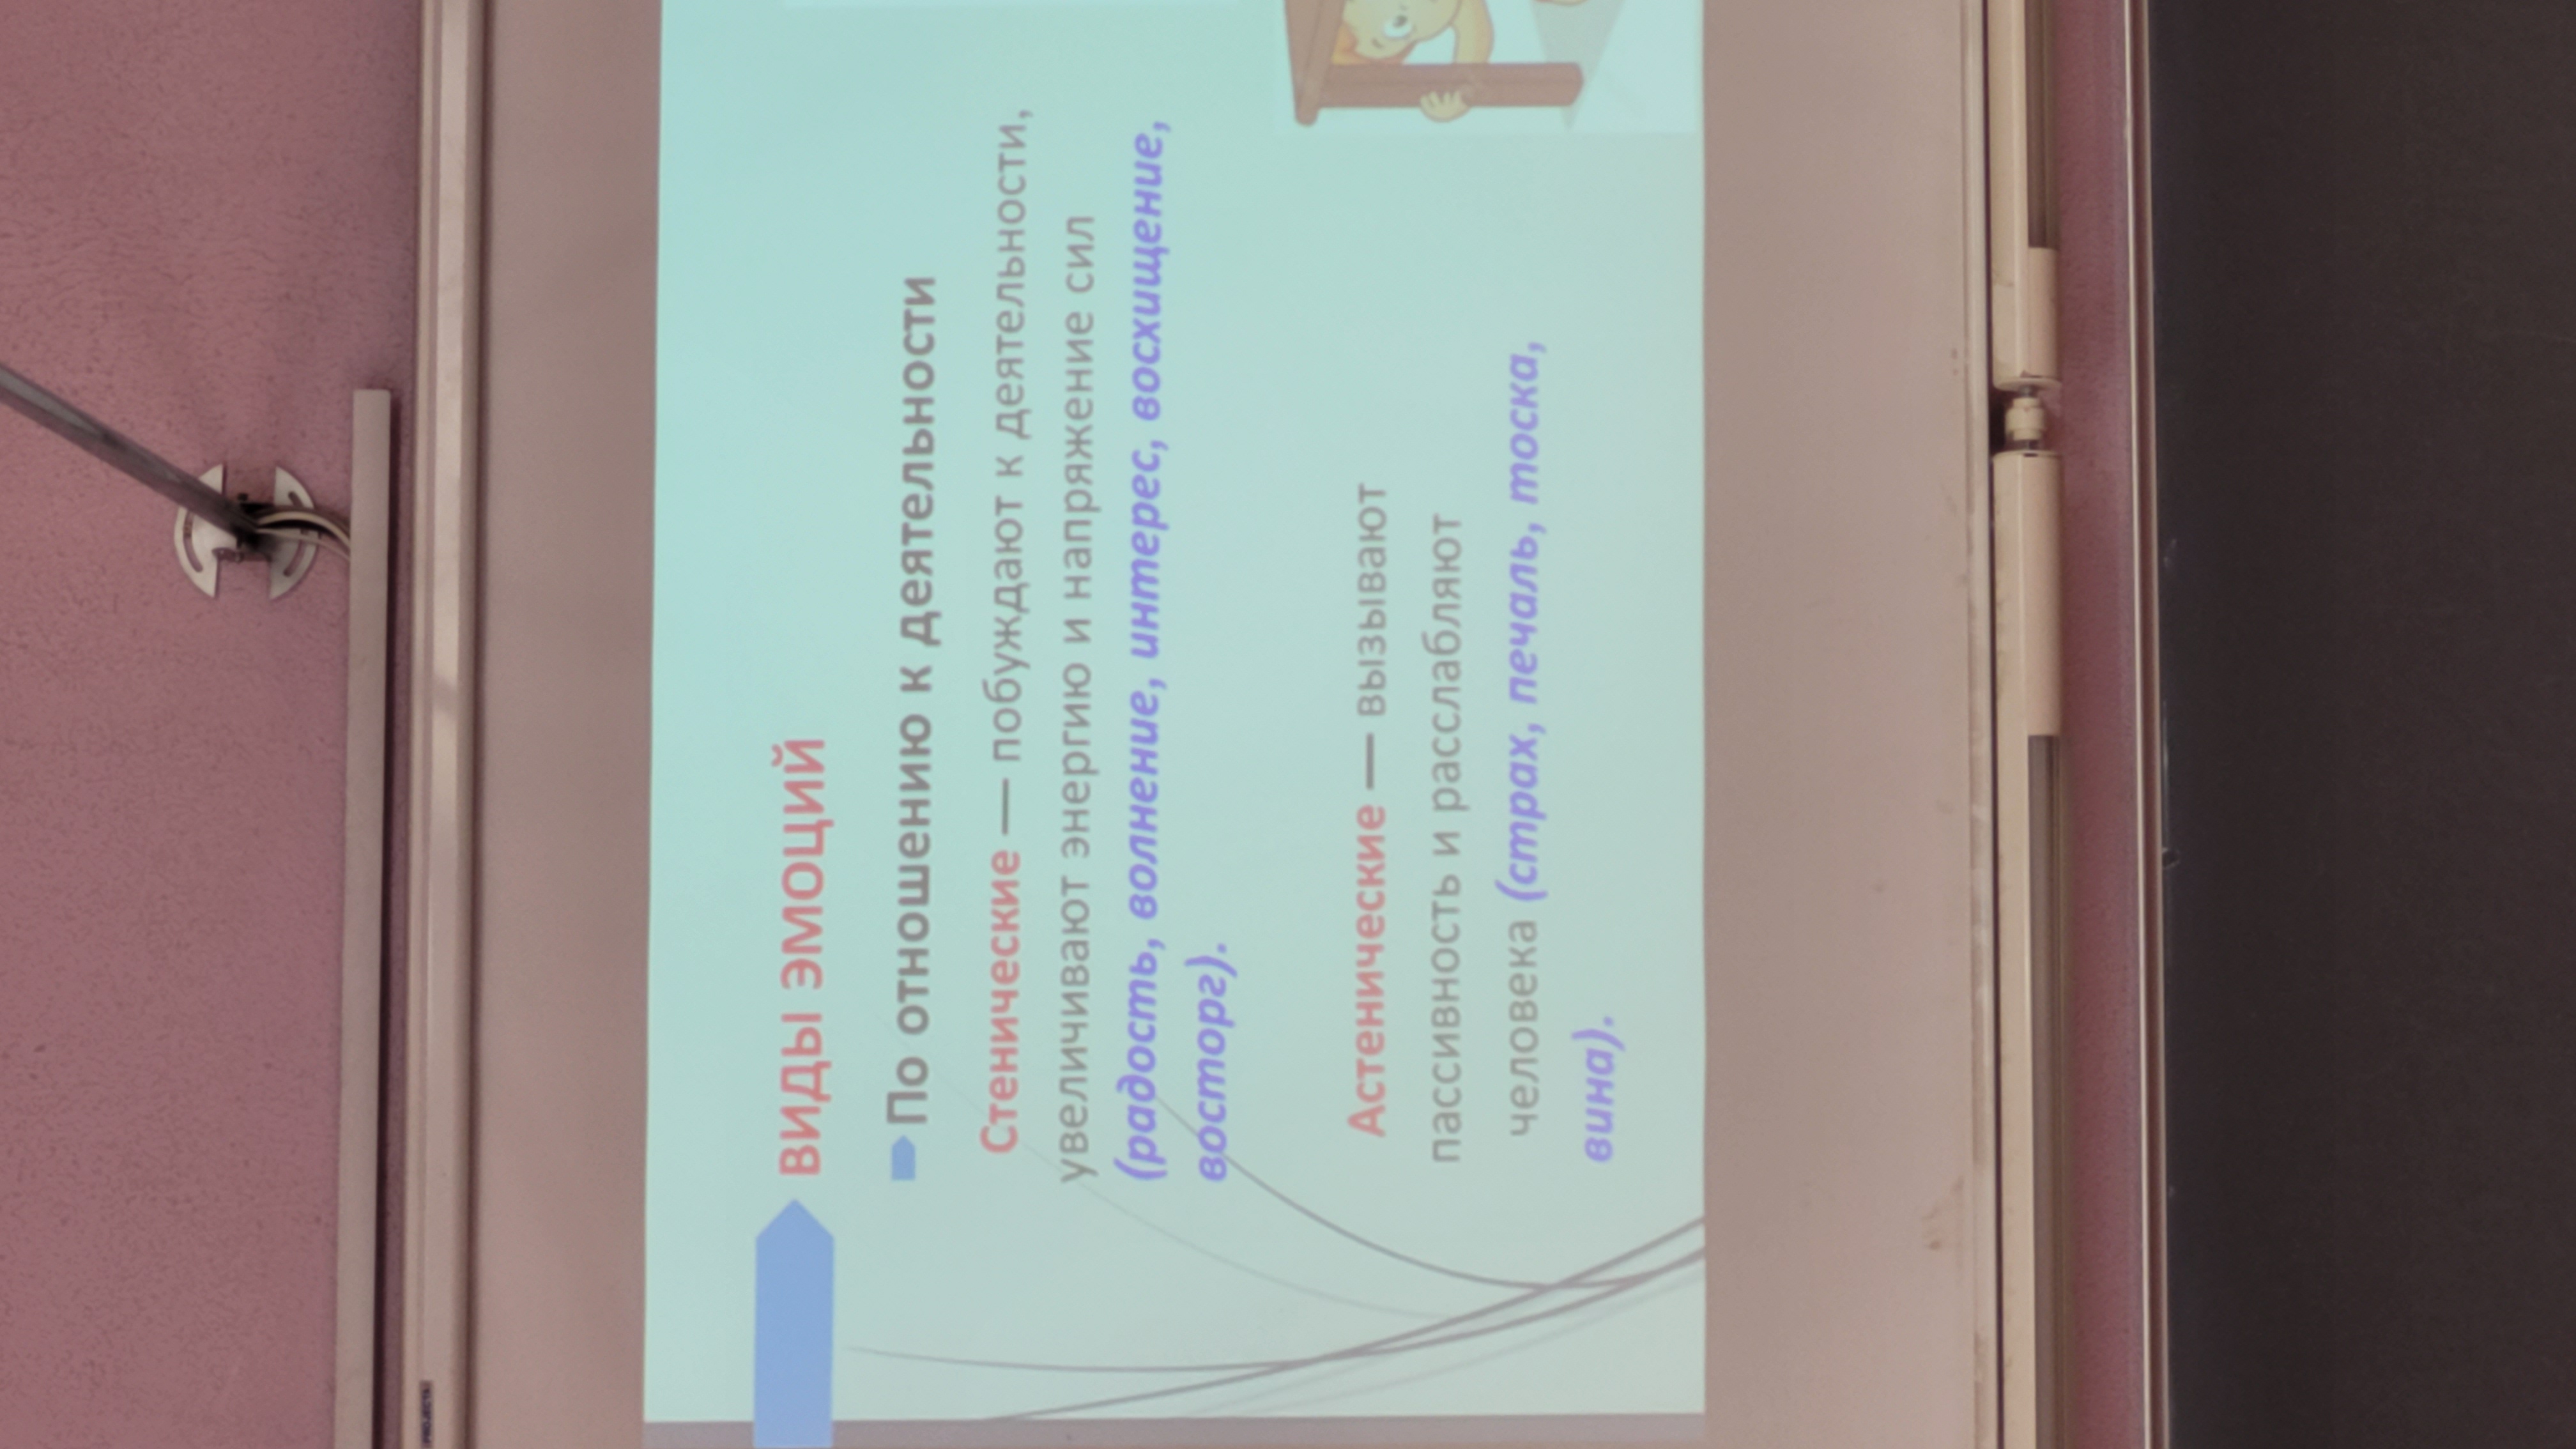 PROJECTA
ВИДЫ ЭМОЦИЙ
По отношению к деятельности
Стенические — побуждают к деятельности,
увеличивают энергию и напряжение сил
(радость, волнение, интерес, восхищение,
восторг).
Астенические — вызывают
пассивность и расслабляют
человека (страх, печаль, тоска,
вина).